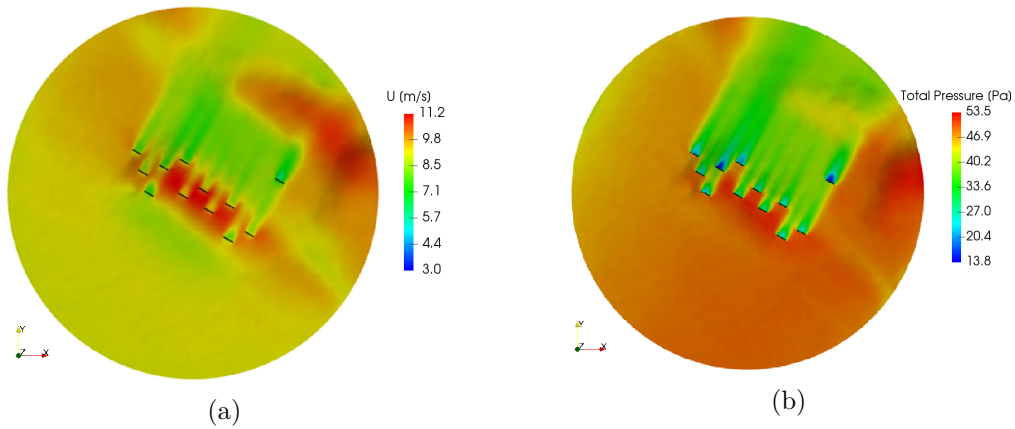 U (m/s)
11.2
9.8
8.5
7.1
5.7
4.4
3.0
Y
Z X
(a)
Total Pressure (Pa)
53.5
46.9
40.2
33.6
27.0
20.4
13.8
Y
Z X
(b)